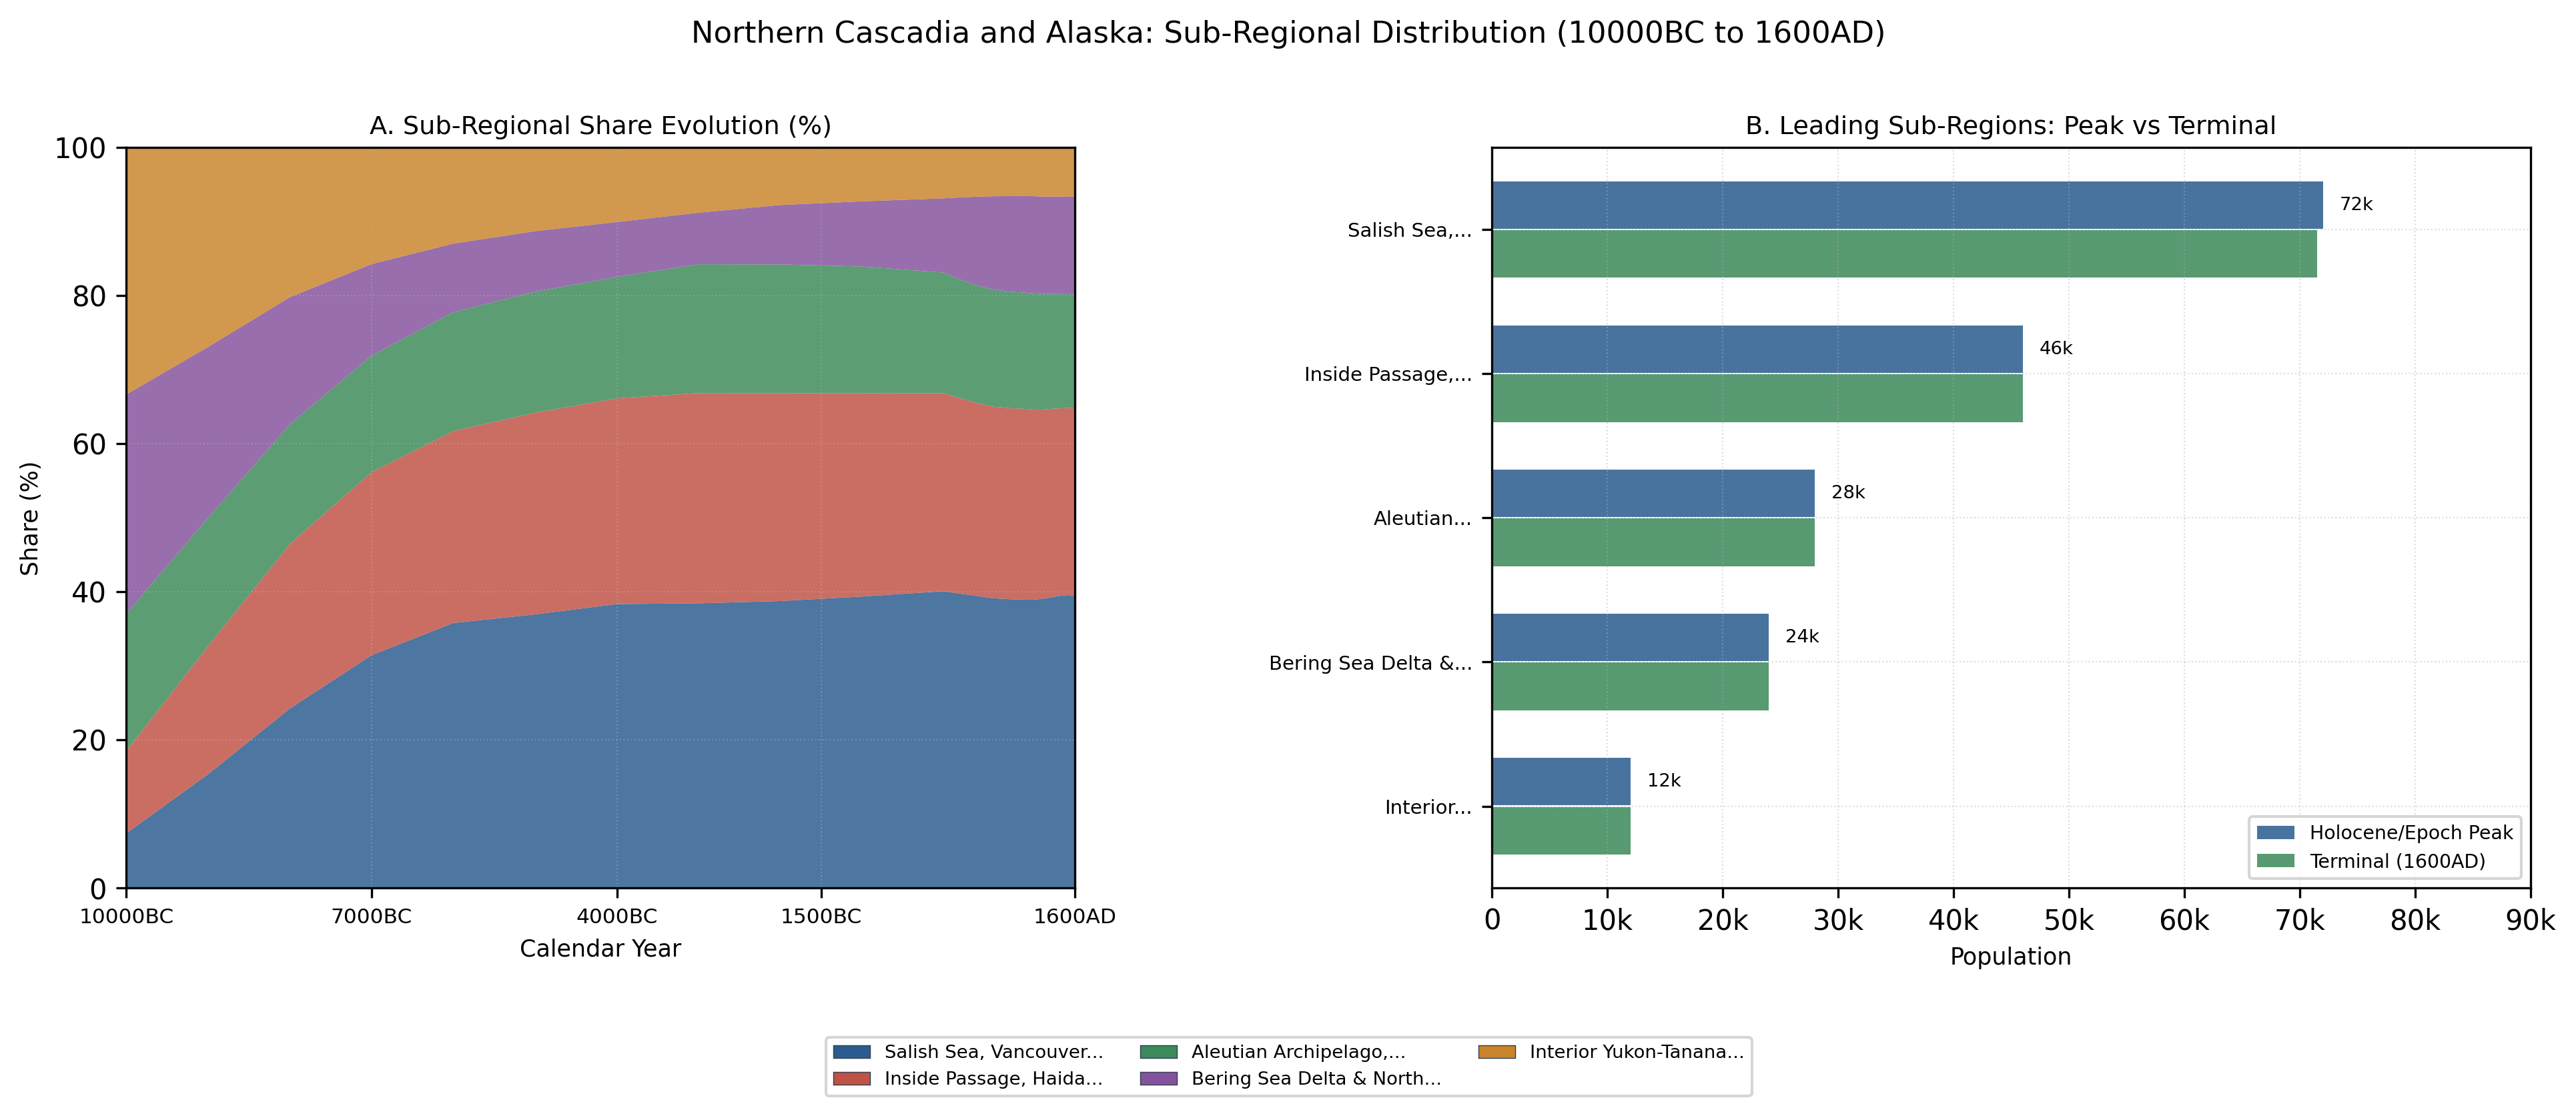 Northern Cascadia and Alaska: Sub-Regional Distribution (10000BC to 1600AD)
A. Sub-Regional Share Evolution (%)
100
80
60
40
20
0
Share (%)
10000BC
7000BC
4000BC
1500BC
1600AD
Calendar Year
B. Leading Sub-Regions: Peak vs Terminal
Salish Sea,...
72k
Inside Passage,...
46k
Aleutian...
28k
Bering Sea Delta &...
24k
Interior...
12k
Holocene/Epoch Peak
Terminal (1600AD)
0
10k
20k
30k
40k
50k
60k
70k
80k
90k
Population
Salish Sea, Vancouver...
Inside Passage, Haida...
Aleutian Archipelago,...
Bering Sea Delta & North...
Interior Yukon-Tanana...